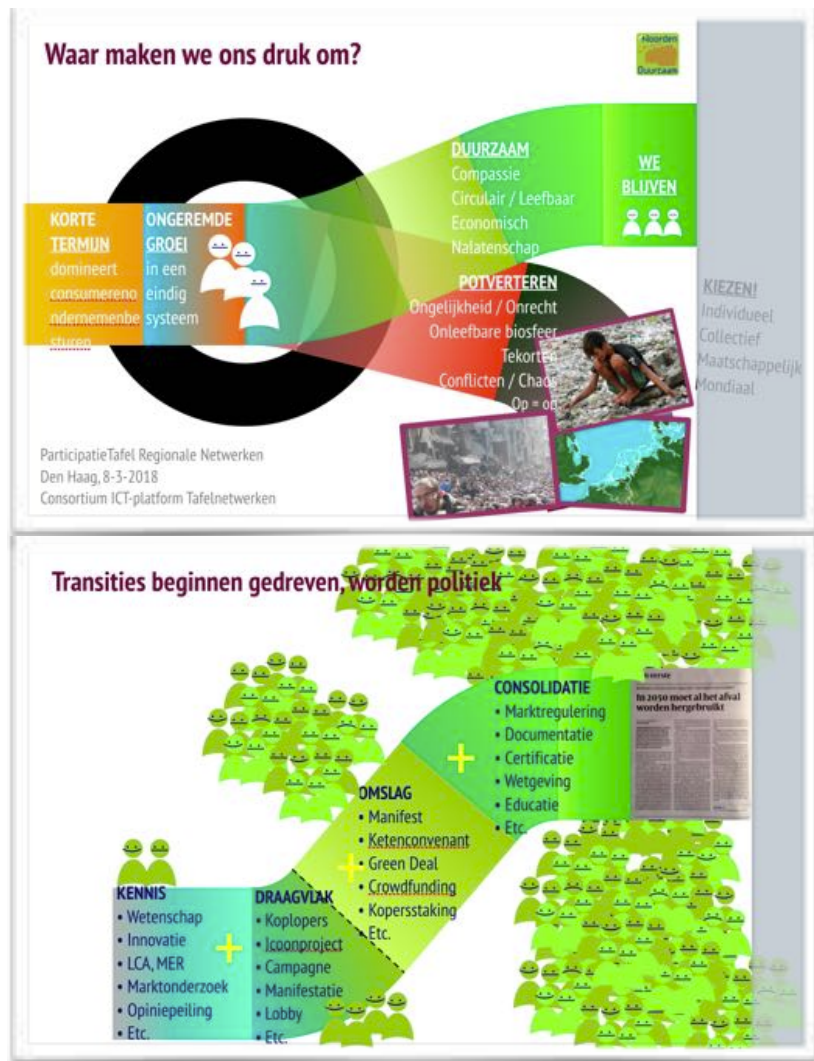 Waar maken we ons druk om?
Noorden
Duurzaam
KORTE
TERMIJN
domineert
consumereno
ndernemenbe
sturen
ONGEREMDE
GROEI
in een
eindig
systeem
DUURZAAM
Compassie
Circulair / Leefbaar
Economisch
Nalatenschap
WE
BLIJVEN
POTVERTEREN
Ongelijkheid / Onrecht
Onleefbare biosfeer
Tekorten
Conflicten / Chaos
Op = op
KIEZEN!
Individueel
Collectief
Maatschappelijk
Mondiaal
ParticipatieTafel Regionale Netwerken
Den Haag, 8-3-2018
Consortium ICT-platform Tafelnetwerken
Transities beginnen gedreven, worden politiek
KENNIS
• Wetenschap
• Innovatie
• LCA, MER
• Marktonderzoek
• Opiniepeiling
• Etc.
+
DRAAGVLAK
• Koplopers
• Icoonproject
• Campagne
• Manifestatie
• Lobby
• Etc.
+
OMSLAG
• Manifest
• Ketenconvenant
• Green Deal
• Crowdfunding
• Kopersstaking
• Etc.
+
CONSOLIDATIE
• Marktregulering
• Documentatie
• Certificatie
• Wetgeving
• Educatie
• Etc.
In 2050 moet al het afval
worden hergebruikt